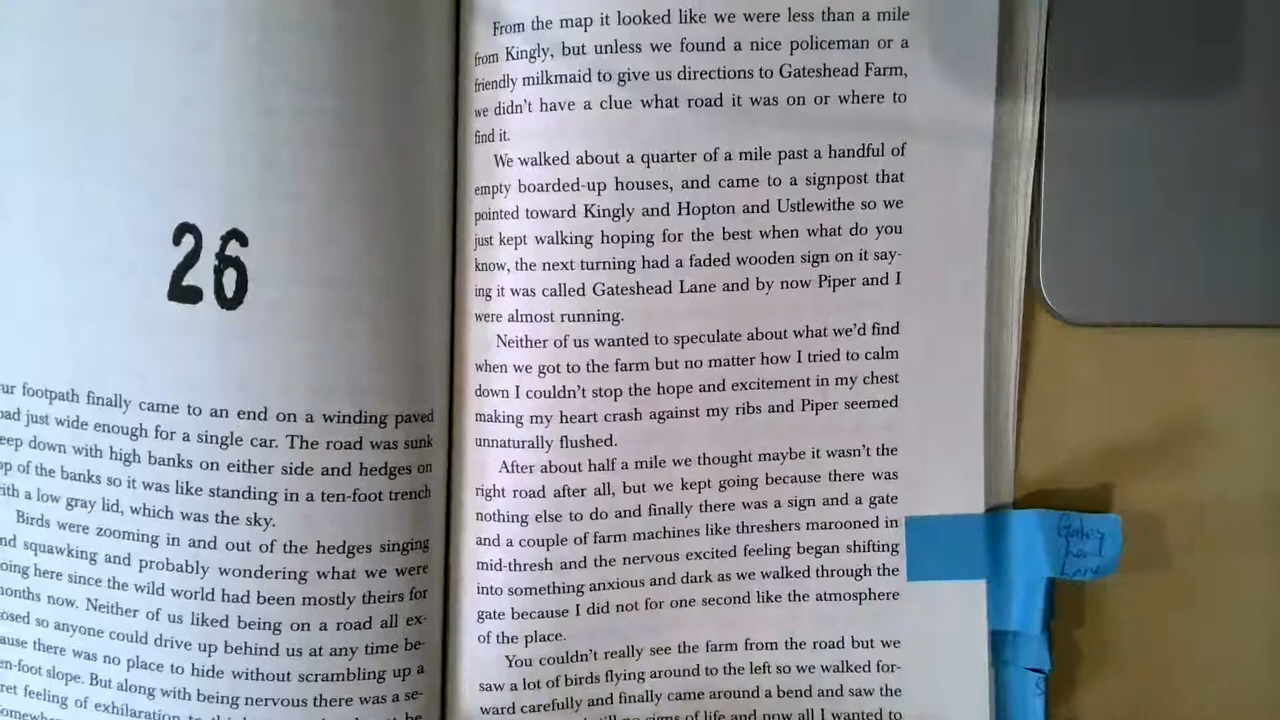 26
ur footpath finally came to an end on a winding paved
oad just wide enough for a single car. The road was sunk
eep down with high banks on either side and hedges on
op of the banks so it was like standing in a ten-foot trench
ith a low gray lid, which was the sky.
Birds were zooming in and out of the hedges singing
nd squawking and probably wondering what we were
oing here since the wild world had been mostly theirs for
months now. Neither of us liked being on a road all ex-
osed so anyone could drive up behind us at any time be-
ause there was no place to hide without scrambling up a
en-foot slope. But along with being nervous there was a se-
ret feeling of exhilaration
From the map it looked like we were less than a mile
from Kingly, but unless we found a nice policeman or a
friendly milkmaid to give us directions to Gateshead Farm,
we didn't have a clue what road it was on or where to
find it.
We walked about a quarter of a mile past a handful of
empty boarded-up houses, and came to a signpost that
pointed toward Kingly and Hopton and Ustlewithe so we
just kept walking hoping for the best when what do you
know, the next turning had a faded wooden sign on it say-
ing it was called Gateshead Lane and by now Piper and I
were almost running.
Neither of us wanted to speculate about what we'd find
when we got to the farm but no matter how I tried to calm
down I couldn't stop the hope and excitement in my chest
making my heart crash against my ribs and Piper seemed
unnaturally flushed.
After about half a mile we thought maybe it wasn't the
right road after all, but we kept going because there was
nothing else to do and finally there was a sign and a gate
and a couple of farm machines like threshers marooned in
mid-thresh and the nervous excited feeling began shifting
into something anxious and dark as we walked through the
gate because I did not for one second like the atmosphere
of the place.
You couldn't really see the farm from the road but we
saw a lot of birds flying around to the left so we walked for-
ward carefully and finally came around a bend and saw the
no signs of life and now all I wanted to
Lane